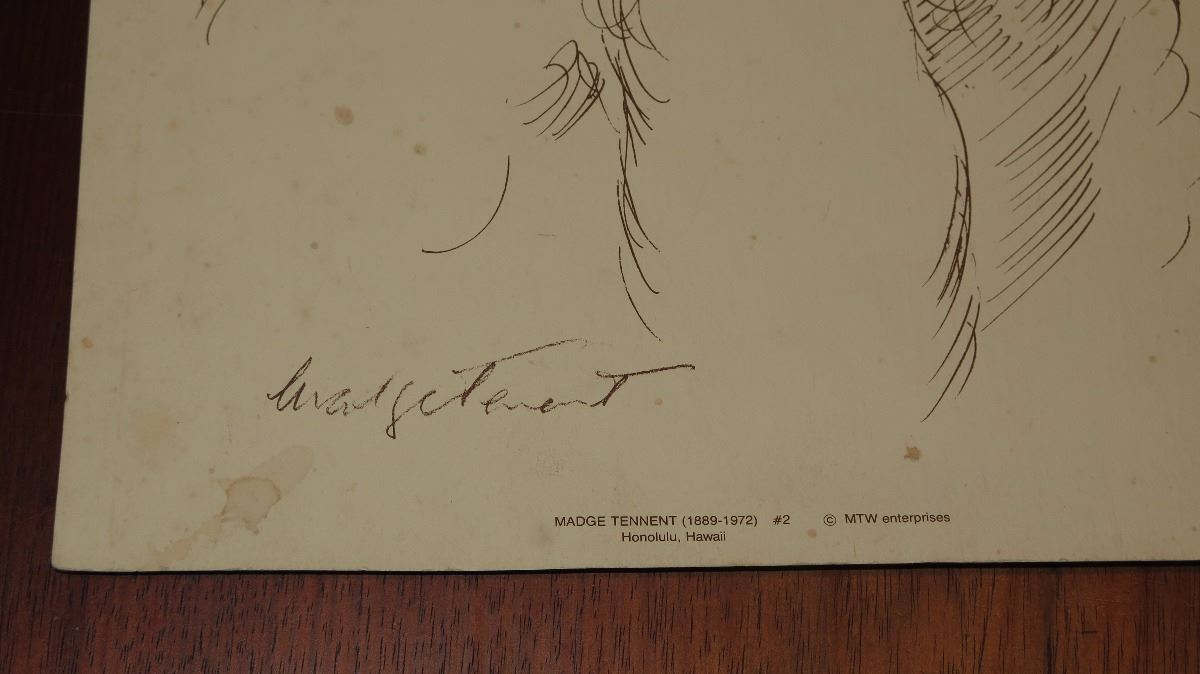 Madge Tennent
MADGE TENNENT (1889-1972) #2 © MTW enterprises
Honolulu, Hawaii